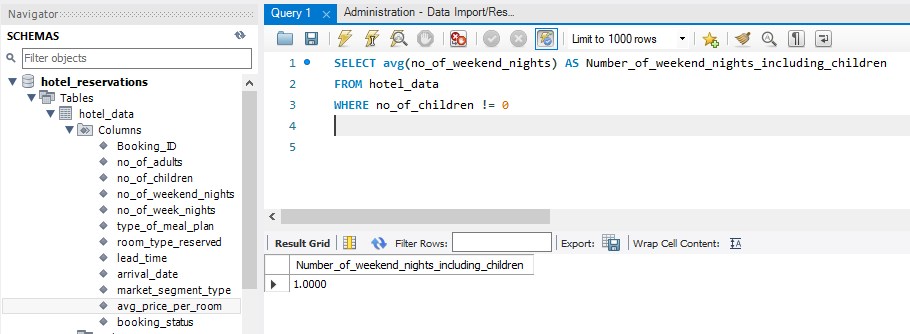 Navigator
SCHEMAS
Filter objects
hotel_reservations
Tables
hotel_data
Columns
Booking_ID
no_of_adults
no_of_children
no_of_weekend_nights
no_of_week_nights
type_of_meal_plan
room_type_reserved
lead_time
arrival_date
market_segment_type
avg_price_per_room
booking_status
Query 1
Administration - Data Import/Res...
Limit to 1000 rows
1 SELECT avg(no_of_weekend_nights) AS Number_of_weekend_nights_including_children
2 FROM hotel_data
3 WHERE no_of_children != 0
4
5
Result Grid Filter Rows: Export: Wrap Cell Content:
Number_of_weekend_nights_including_children
1.0000